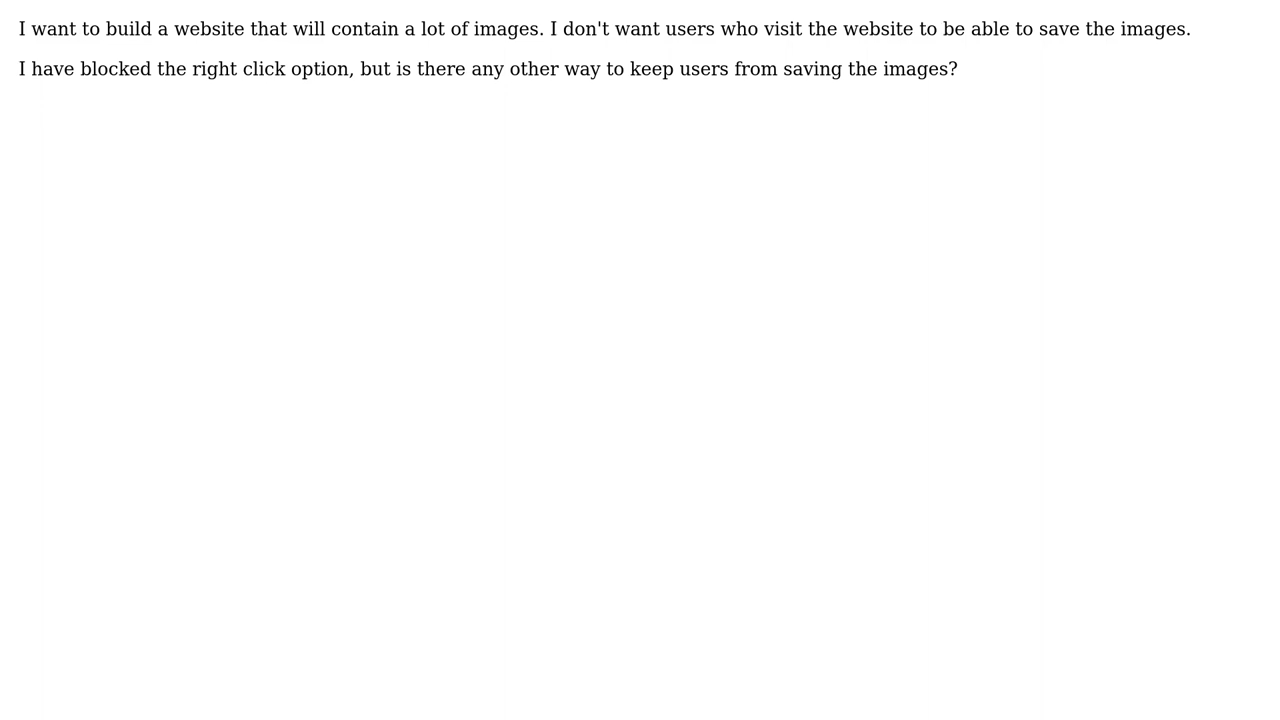 I want to build a website that will contain a lot of images. I don't want users who visit the website to be able to save the images.
I have blocked the right click option, but is there any other way to keep users from saving the images?